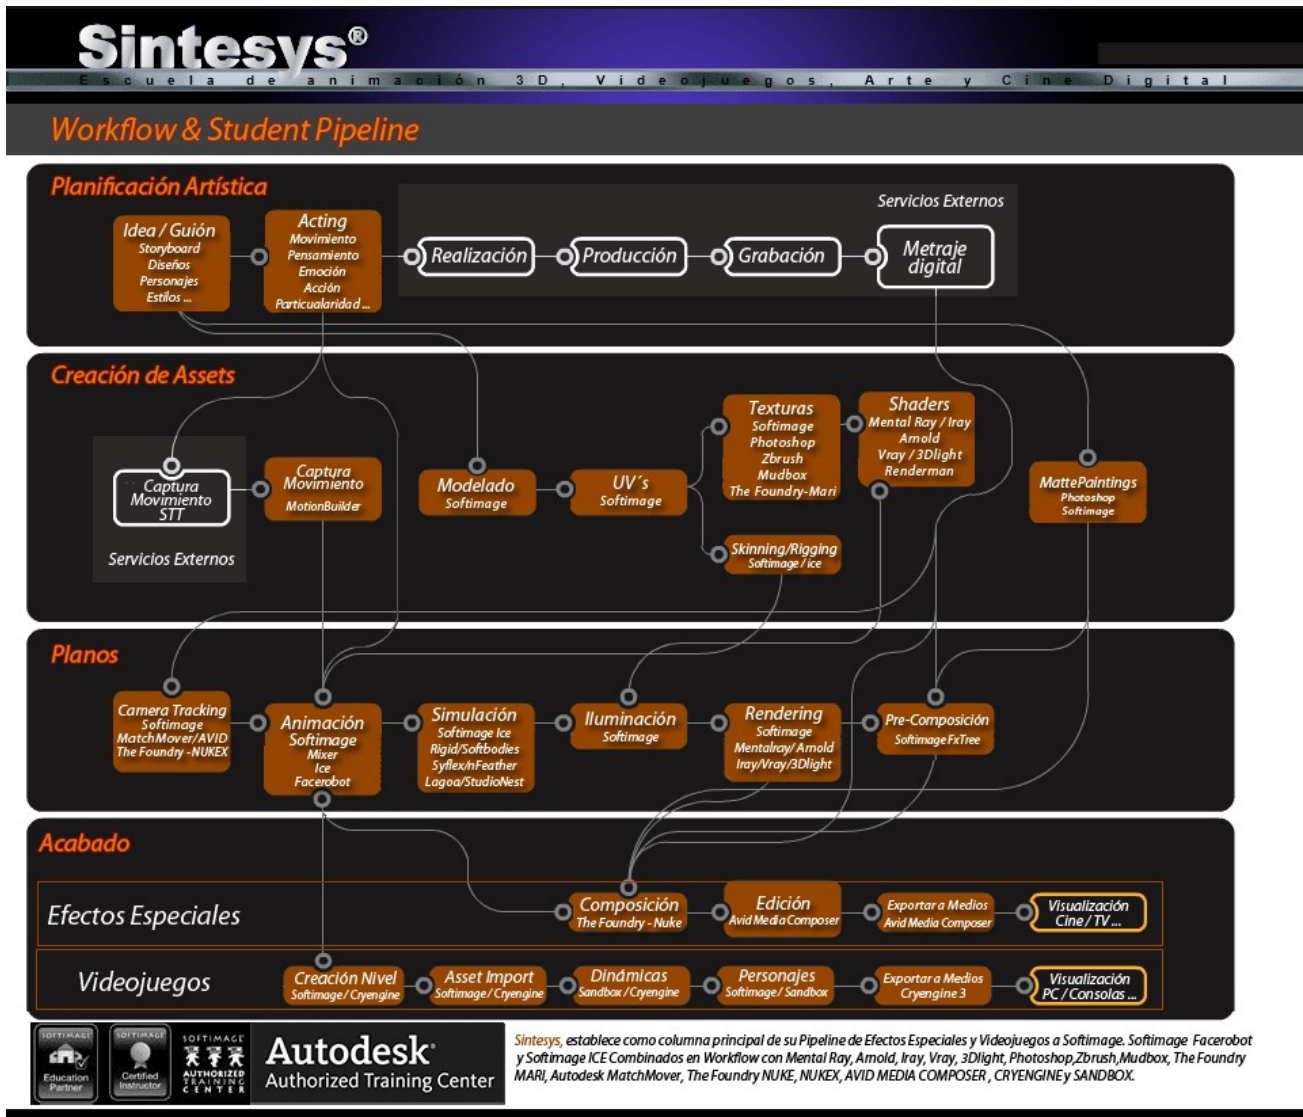 Sintesys®
Escuela de animación 3D, Videojuegos, Arte y Cine Digital
Workflow & Student Pipeline
Planificación Artística
Idea / Guión
Storyboard
Diseños
Personajes
Estilos ...
Acting
Movimiento
Pensamiento
Emoción
Acción
Particualaridad ...
Servicios Externos
Realización
Producción
Grabación
Metraje
digital
Creación de Assets
Captura
Movimiento
STT
Servicios Externos
Captura
Movimiento
MotionBuilder
Modelado
Softimage
UV´s
Softimage
Texturas
Softimage
Photoshop
Zbrush
Mudbox
The Foundry-Mari
Skinning/Rigging
Softimage / ice
Shaders
Mental Ray / Iray
Arnold
Vray / 3Dlight
Renderman
MattePaintings
Photoshop
Softimage
Planos
Camera Tracking
Softimage
MatchMover/AVID
The Foundry -NUKEX
Animación
Softimage
Mixer
Ice
Facerobot
Simulación
Softimage Ice
Rigid/Softbodies
Syflex/nFeather
Lagoa/StudioNest
Iluminación
Softimage
Rendering
Softimage
Mentalray/ Arnold
Iray/Vray/3Dlight
Pre-Composición
Softimage FxTree
Acabado
Efectos Especiales
Composición
The Foundry - Nuke
Edición
Avid Media Composer
Exportar a Medios
Avid Media Composer
Visualización
Cine / TV ...
Videojuegos
Creación Nivel
Softimage / Cryengine
Asset Import
Softimage / Cryengine
Dinámicas
Sandbox / Cryengine
Personajes
Softimage / Sandbox
Exportar a Medios
Cryengine 3
Visualización
PC / Consolas ...
SOFTIMAGE
Education
Partner
SOFTIMAGE
Certified
Instructor
SOFTIMAGE
AUTHORIZED
TRAINING
CENTER
Autodesk
Authorized Training Center
Sintesys, establece como columna principal de su Pipeline de Efectos Especiales y Videojuegos a Softimage. Softimage Facerobot
y Softimage ICE Combinados en Workflow con Mental Ray, Arnold, Iray, Vray, 3Dlight, Photoshop,Zbrush,Mudbox, The Foundry
MARI, Autodesk MatchMover, The Foundry NUKE, NUKEX, AVID MEDIA COMPOSER , CRYENGINE y SANDBOX.